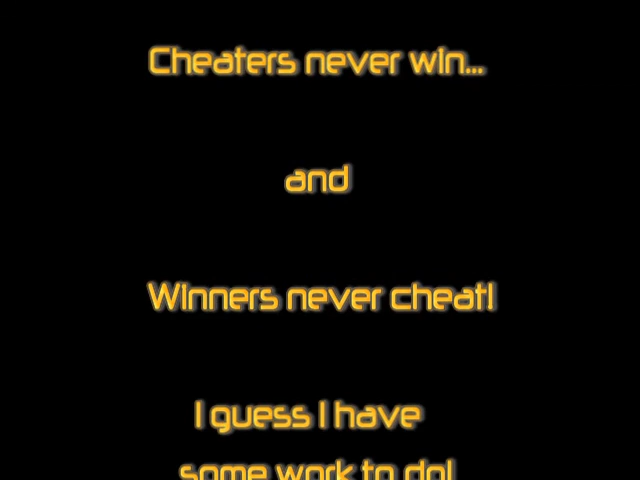 Cheaters never win...
and
Winners never cheat!
I guess I have
some work to do!